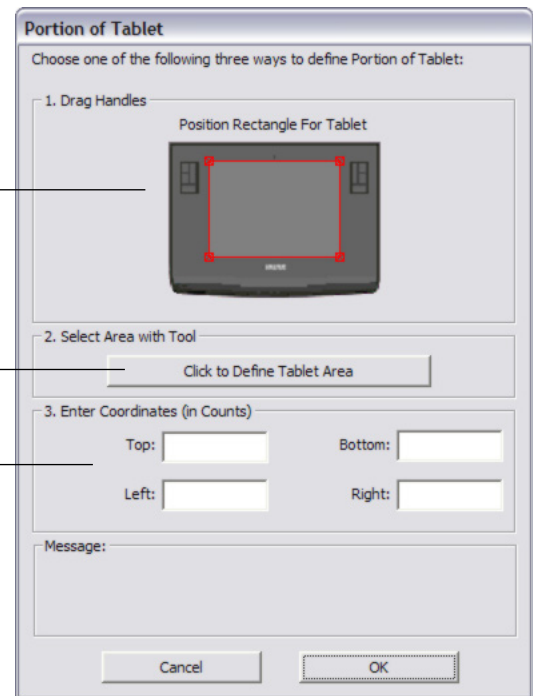 Portion of Tablet
Choose one of the following three ways to define Portion of Tablet:
1. Drag Handles
Position Rectangle For Tablet
2. Select Area with Tool
Click to Define Tablet Area
3. Enter Coordinates (in Counts)
Top:
Bottom:
Left:
Right:
Message:
Cancel
OK